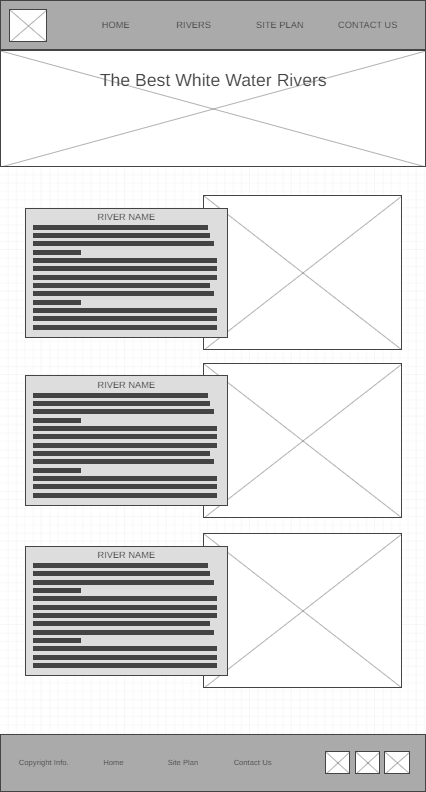 HOME RIVERS SITE PLAN CONTACT US
The Best White Water Rivers
RIVER NAME
RIVER NAME
RIVER NAME
Copyright Info. Home Site Plan Contact Us